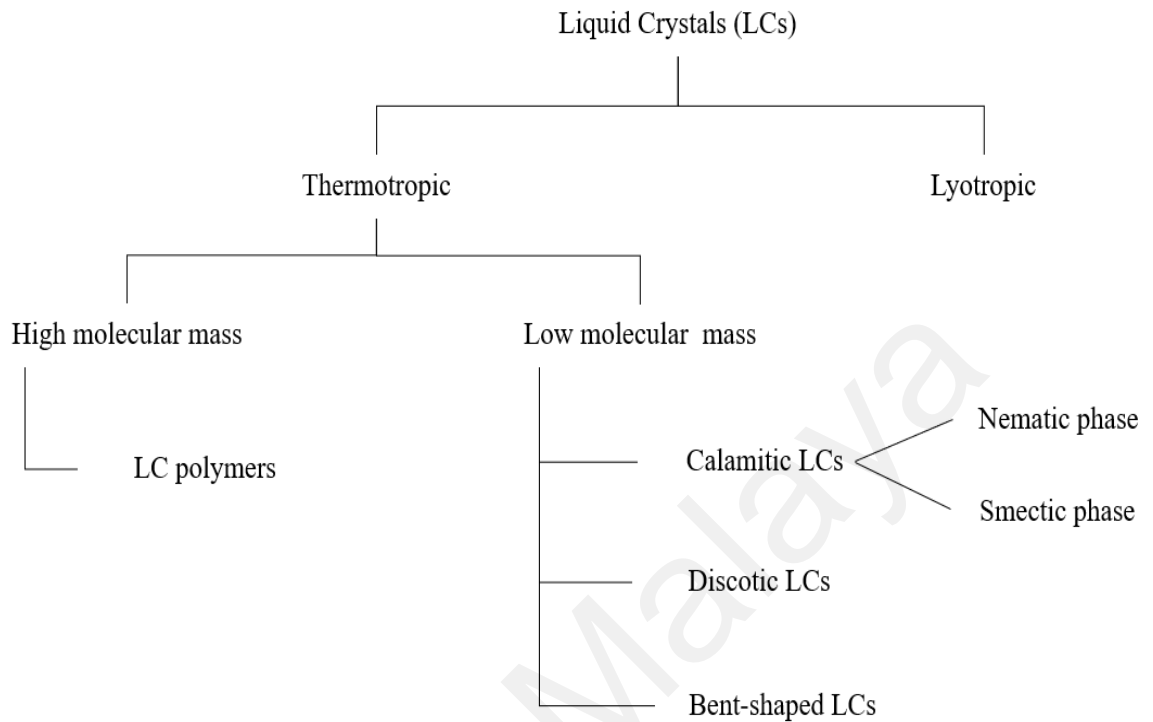 Liquid Crystals (LCs)
Thermotropic
Lyotropic
High molecular mass
Low molecular mass
Nematic phase
LC polymers
Calamitic LCs
Smectic phase
Discotic LCs
Bent-shaped LCs
Malaya